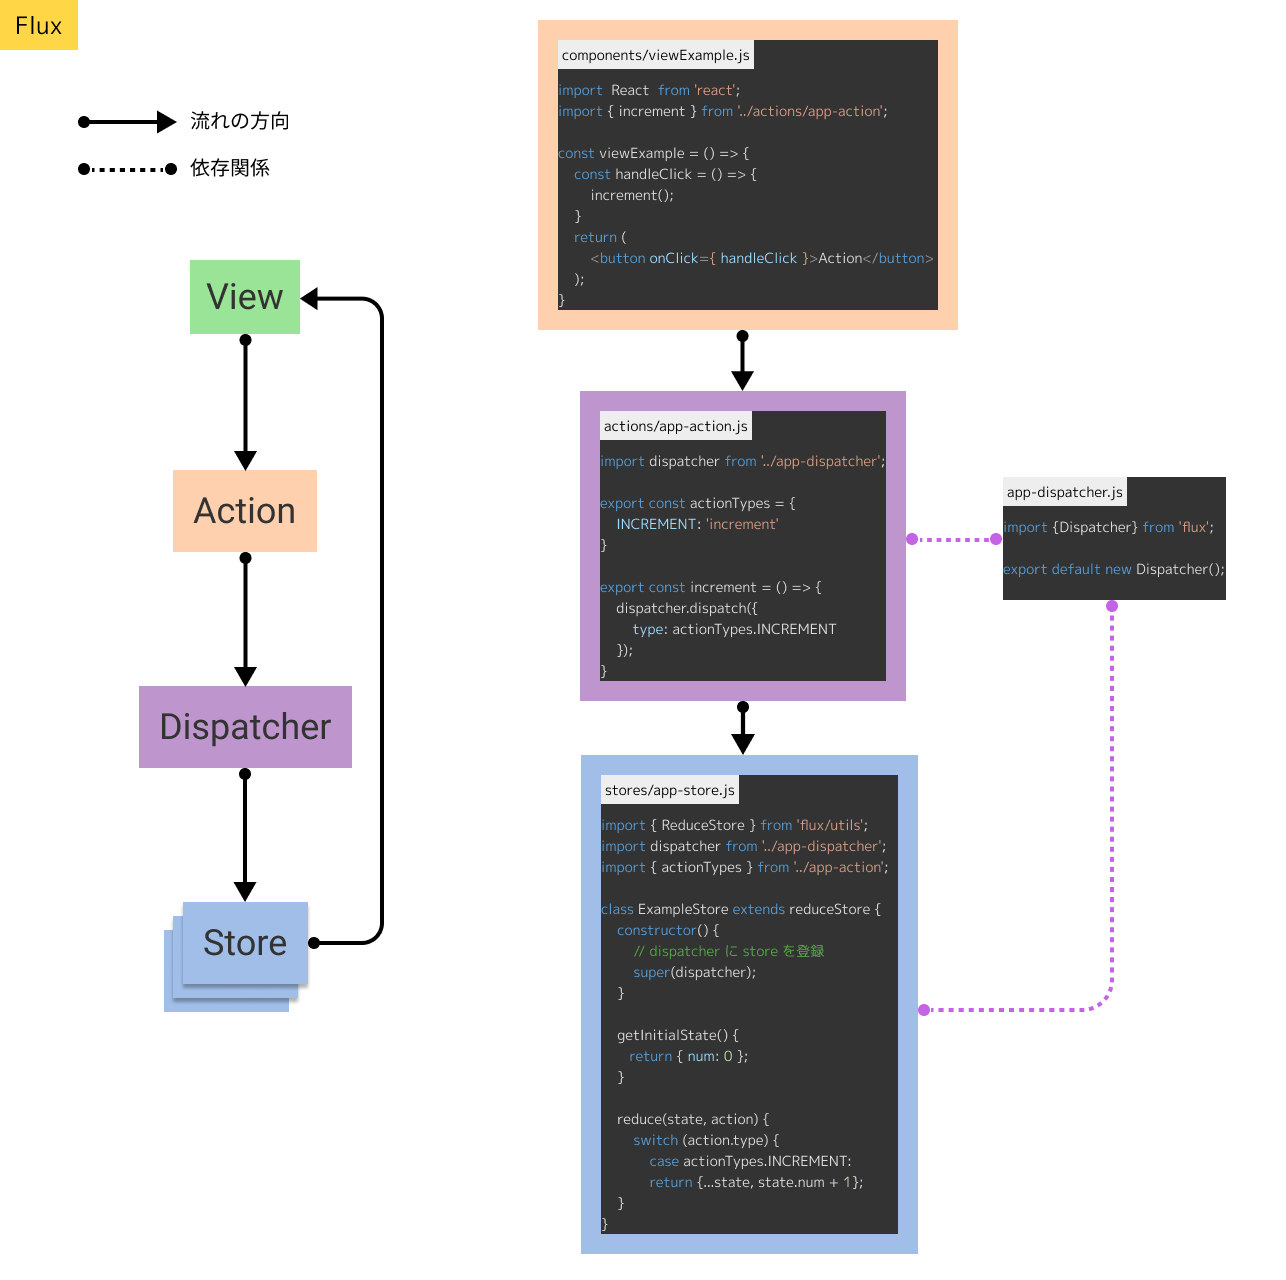 Flux
流れの方向
依存関係
View
Action
Dispatcher
Store
components/viewExample.js
import React from 'react';
import { increment } from '../actions/app-action';
const viewExample = () => {
const handleClick = () => {
increment();
}
return (
<button onClick={ handleClick }>Action</button>
);
}
actions/app-action.js
import dispatcher from '../app-dispatcher';
export const actionTypes = {
INCREMENT: 'increment'
}
export const increment = () => {
dispatcher.dispatch({
type: actionTypes.INCREMENT
});
}
app-dispatcher.js
import {Dispatcher} from 'flux';
export default new Dispatcher();
stores/app-store.js
import { ReduceStore } from 'flux/utils';
import dispatcher from '../app-dispatcher';
import { actionTypes } from '../app-action';
class ExampleStore extends reduceStore {
constructor() {
// dispatcher に store を登録
super(dispatcher);
}
getInitialState() {
return { num: 0 };
}
reduce(state, action) {
switch (action.type) {
case actionTypes.INCREMENT:
return {...state, state.num + 1};
}
}